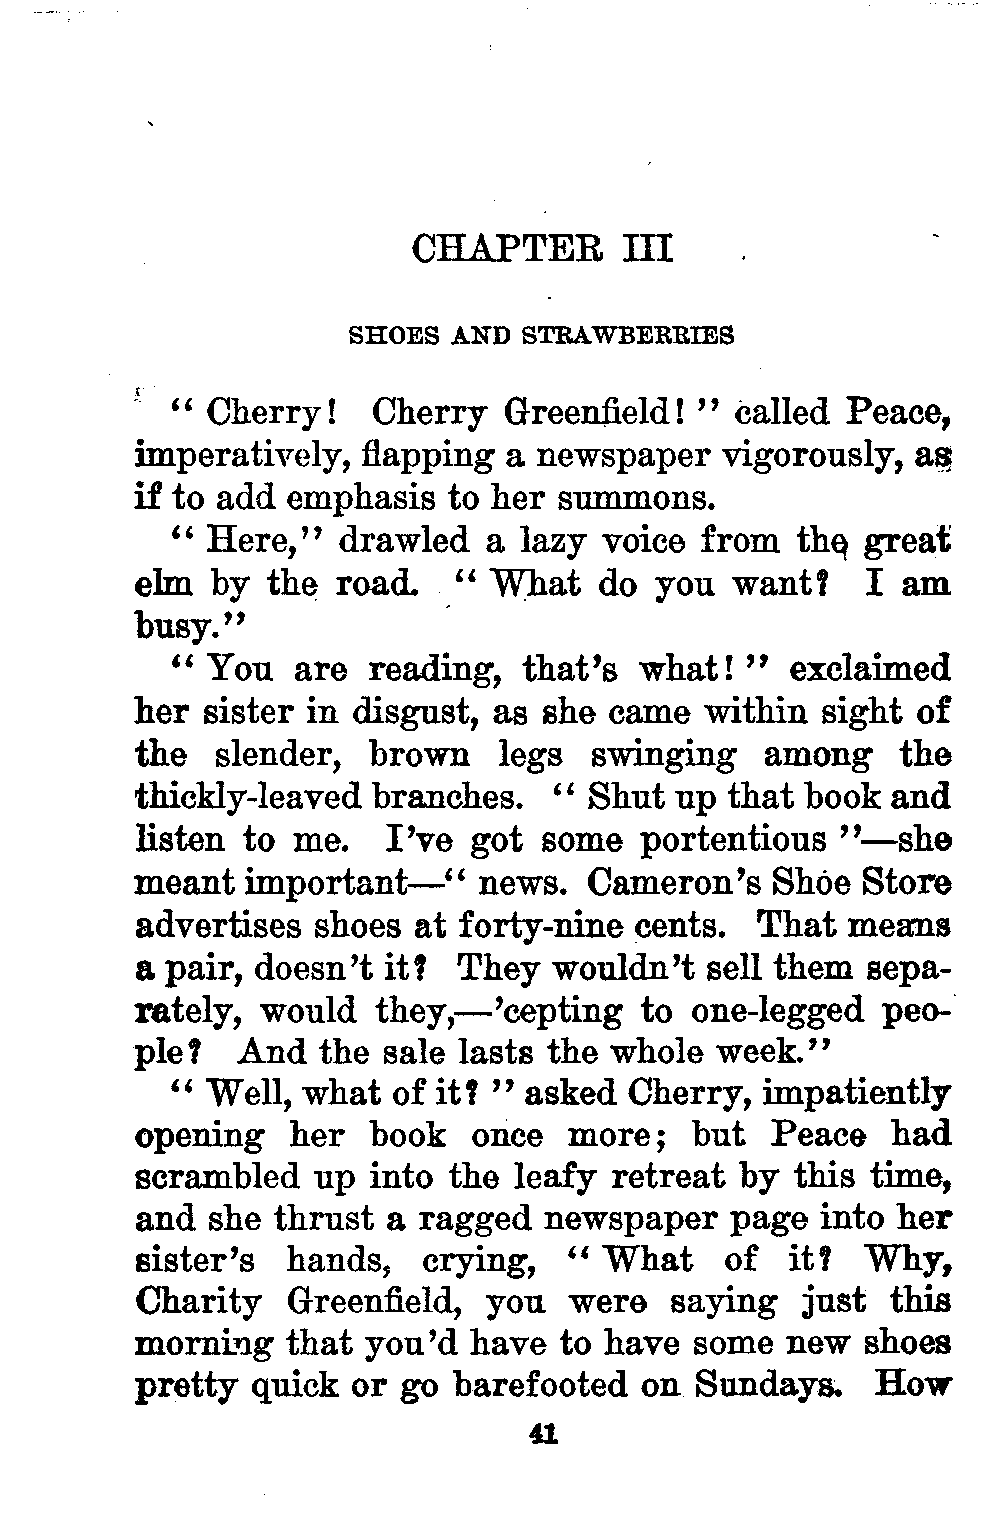 CHAPTER III
SHOES AND STRAWBERRIES
" Cherry! Cherry Greenfield! " called Peace,
imperatively, flapping a newspaper vigorously, as
if to add emphasis to her summons.
" Here," drawled a lazy voice from the great
elm by the road. " What do you want? I am
busy."
" You are reading, that's what! " exclaimed
her sister in disgust, as she came within sight of
the slender, brown legs swinging among the
thickly-leaved branches. " Shut up that book and
listen to me. I've got some portentious "—she
meant important—" news. Cameron's Shoe Store
advertises shoes at forty-nine cents. That means
a pair, doesn't it? They wouldn't sell them sepa-
rately, would they,—'cepting to one-legged peo-
ple? And the sale lasts the whole week."
" Well, what of it? " asked Cherry, impatiently
opening her book once more; but Peace had
scrambled up into the leafy retreat by this time,
and she thrust a ragged newspaper page into her
sister's hands, crying, " What of it? Why,
Charity Greenfield, you were saying just this
morning that you'd have to have some new shoes
pretty quick or go barefooted on Sundays. How
41